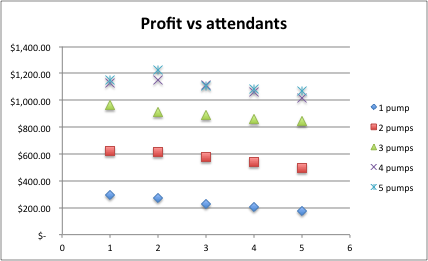 Profit vs attendants
$1,400.00
$1,200.00
$1,000.00
$800.00
$600.00
$400.00
$200.00
$-
0 1 2 3 4 5 6
1 pump
2 pumps
3 pumps
4 pumps
5 pumps